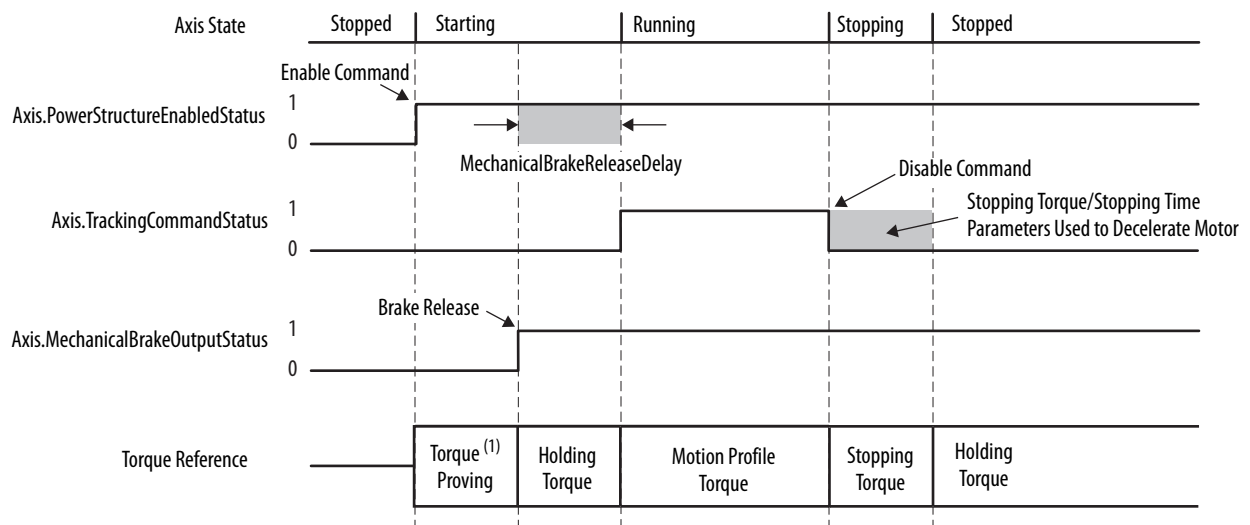 Axis State
Stopped
Starting
Running
Stopping
Stopped
Enable Command
Axis.PowerStructureEnabledStatus
1
0
MechanicalBrakeReleaseDelay
Disable Command
Axis.TrackingCommandStatus
1
0
Stopping Torque/Stopping Time
Parameters Used to Decelerate Motor
Brake Release
Axis.MechanicalBrakeOutputStatus
1
0
Torque Reference
Torque (1)
Proving
Holding
Torque
Motion Profile
Torque
Stopping
Torque
Holding
Torque